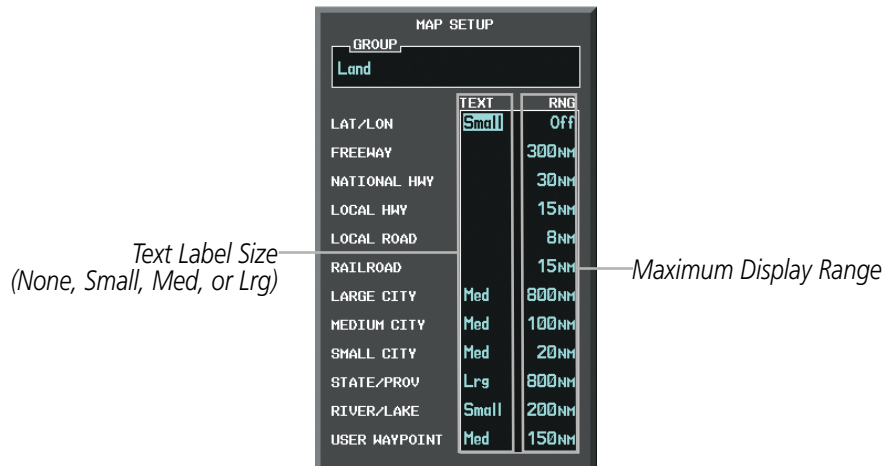 MAP SETUP
GROUP
Land
TEXT RNG
LAT/LON Small Off
FREEWAY 300NM
NATIONAL HWY 30NM
LOCAL HWY 15NM
LOCAL ROAD 8NM
RAILROAD 15NM
LARGE CITY Med 800NM
MEDIUM CITY Med 100NM
SMALL CITY Med 20NM
STATE/PROV Lrg 800NM
RIVER/LAKE Small 200NM
USER WAYPOINT Med 150NM
Text Label Size
(None, Small, Med, or Lrg)
Maximum Display Range